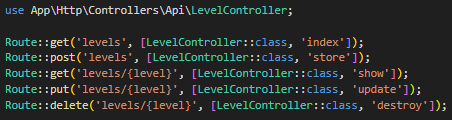 use App\Http\Controllers\Api\LevelController;
Route::get('levels', [LevelController::class, 'index']);
Route::post('levels', [LevelController::class, 'store']);
Route::get('levels/{level}', [LevelController::class, 'show']);
Route::put('levels/{level}', [LevelController::class, 'update']);
Route::delete('levels/{level}', [LevelController::class, 'destroy']);